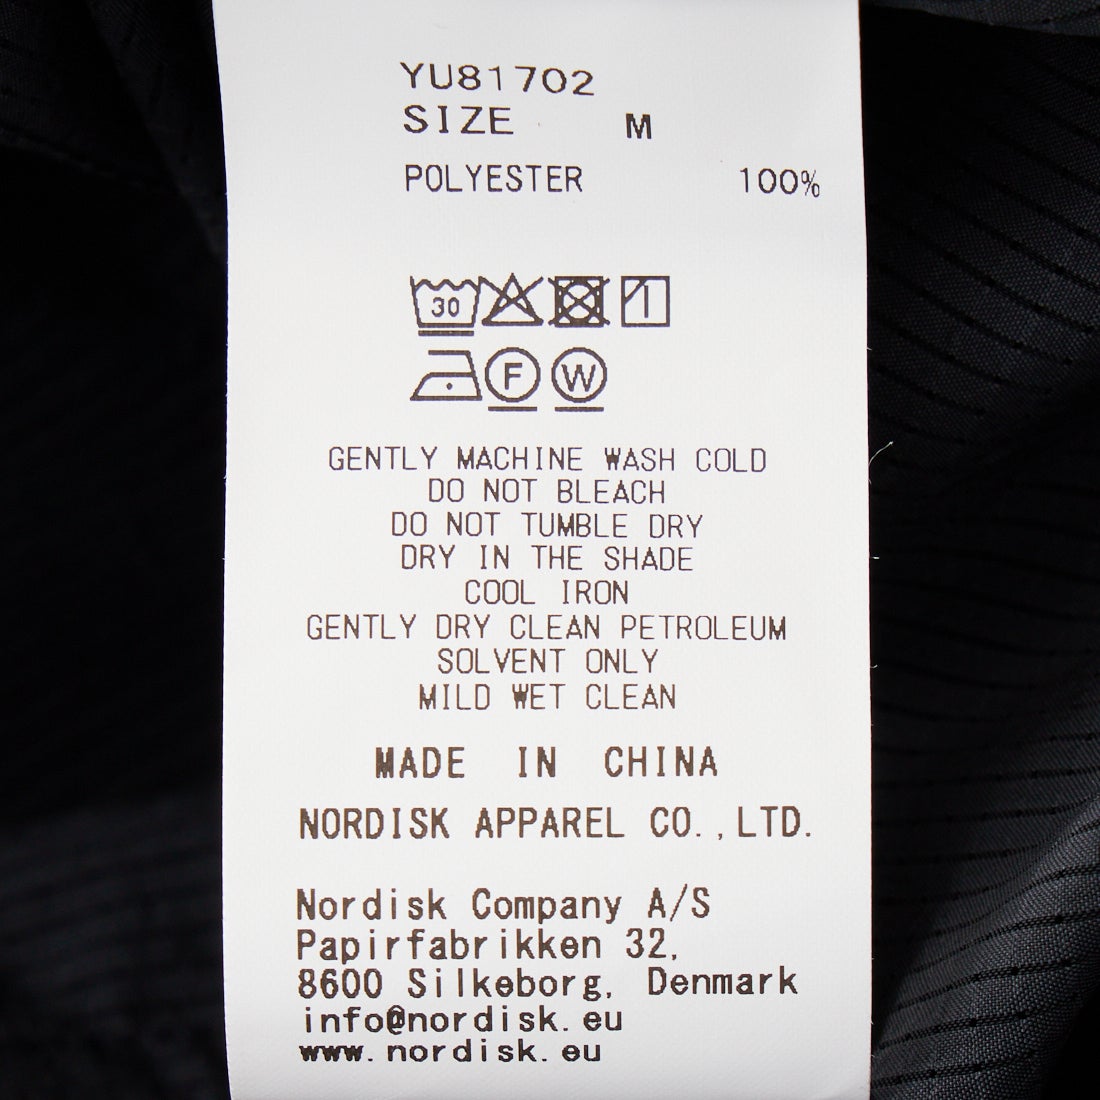 YU81702
SIZE M
POLYESTER 100%
30
F W
GENTLY MACHINE WASH COLD
DO NOT BLEACH
DO NOT TUMBLE DRY
DRY IN THE SHADE
COOL IRON
GENTLY DRY CLEAN PETROLEUM
SOLVENT ONLY
MILD WET CLEAN
MADE IN CHINA
NORDISK APPAREL CO.,LTD.
Nordisk Company A/S
Papirfabrikken 32,
8600 Silkeborg, Denmark
info@nordisk.eu
www.nordisk.eu